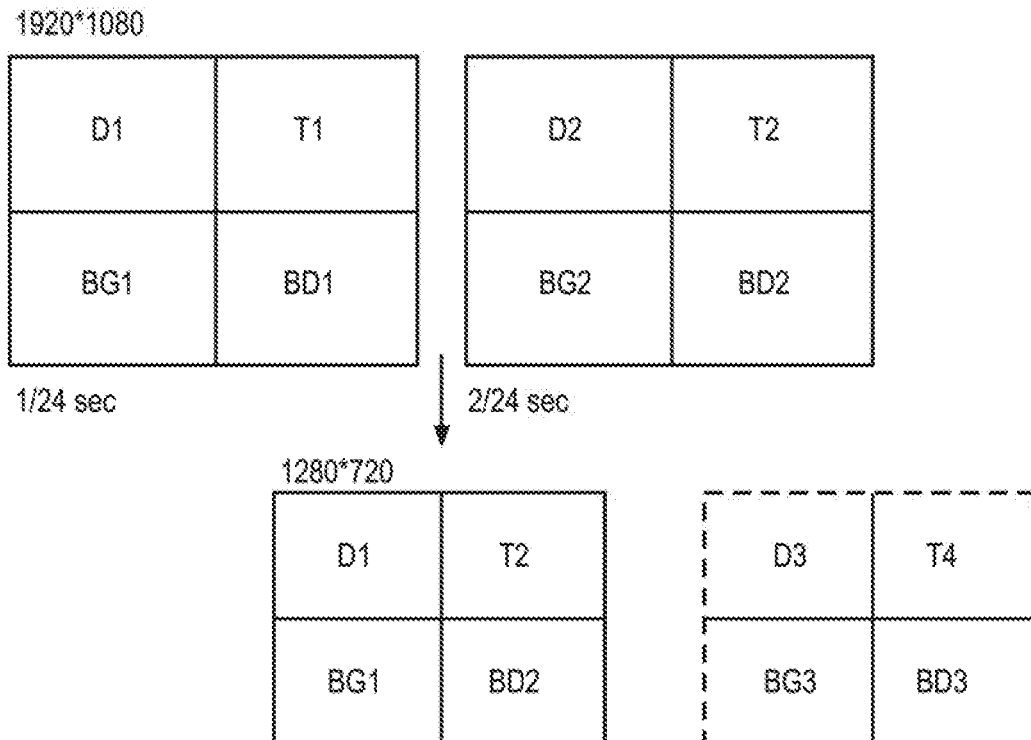 1920*1080
D1 T1 D2 T2
BG1 BD1 BG2 BD2
1/24 sec 2/24 sec
1280*720
D1 T2 D3 T4
BG1 BD2 BG3 BD3